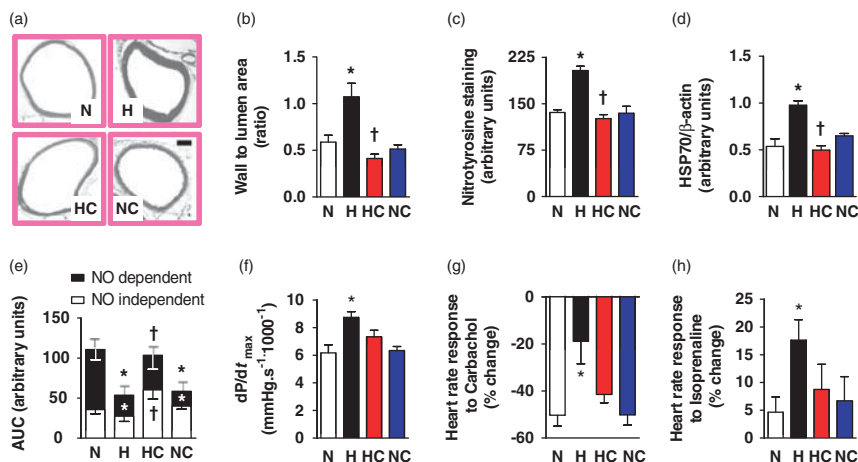 (a)
N
H
HC
NC
(b)
Wall to lumen area
(ratio)
1.5
1.0
0.5
0.0
*
†
N H HC NC
(c)
Nitrotyrosine staining
(arbitrary units)
225
150
75
0
*
†
N H HC NC
(d)
HSP70/β-actin
(arbitrary units)
1.5
1.0
0.5
0.0
*
†
N H HC NC
(e)
NO dependent
NO independent
AUC (arbitrary units)
150
100
50
0
*
*
†
†
*
*
N H HC NC
(f)
dP/dt max
(mmHg.s⁻¹·1000⁻¹)
10
8
6
4
2
0
*
N H HC NC
(g)
Heart rate response
to Carbachol
(% change)
0
-20
-40
-60
*
N H HC NC
(h)
Heart rate response
to Isoprenaline
(% change)
25
20
15
10
5
0
*
N H HC NC